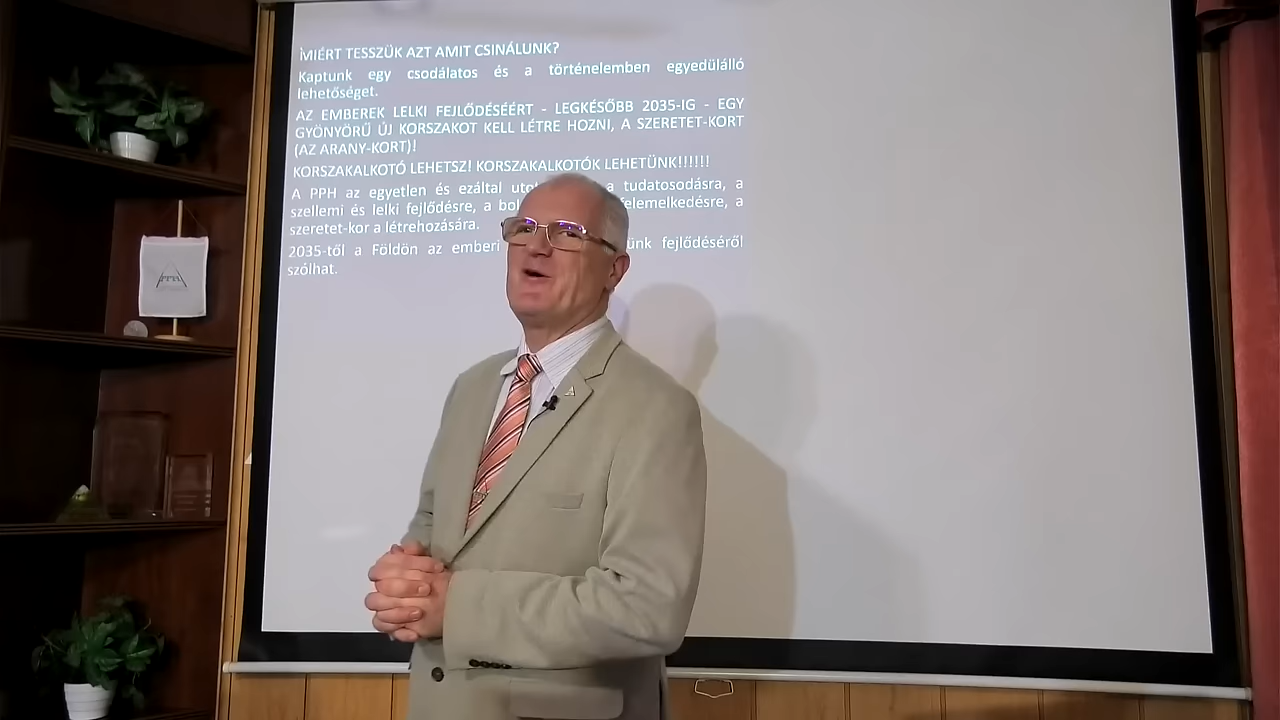 MIÉRT TESSZÜK AZT AMIT CSINÁLUNK?
Kaptunk egy csodálatos és a történelemben egyedülálló
lehetőséget.
AZ EMBEREK LELKI FEJLŐDÉSÉÉRT - LEGKÉSŐBB 2035-IG - EGY
GYÖNYÖRŰ ÚJ KORSZAKOT KELL LÉTRE HOZNI, A SZERETET-KORT
(AZ ARANY-KORT)!
KORSZAKALKOTÓ LEHETSZ! KORSZAKALKOTÓK LEHETÜNK!!!!!!
A PPH az egyetlen és ezáltal a tudatosodásra, a
szellemi és lelki fejlődésre, a felemelkedésre, a
szeretet-kor a létrehozására.
2035-től a Földön az emberi fejlődéséről
szólhat.
PPH